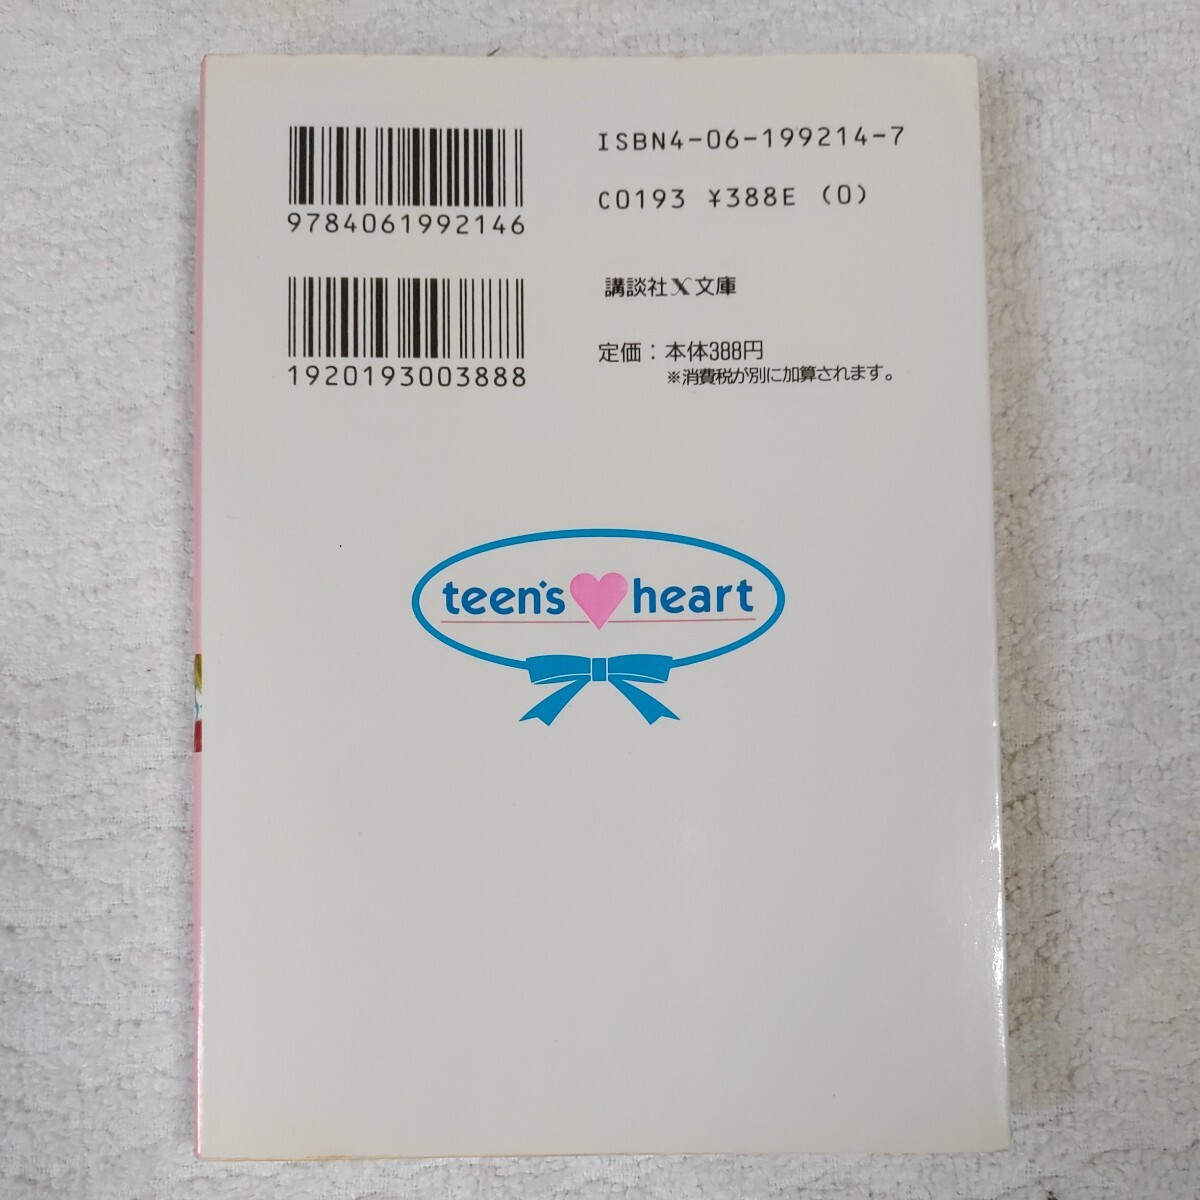 ISBN4-06-199214-7
9784061992146
C0193 ¥388E (0)
講談社X文庫
1920193003888
定価：本体388円
※消費税が別に加算されます。
teen's heart